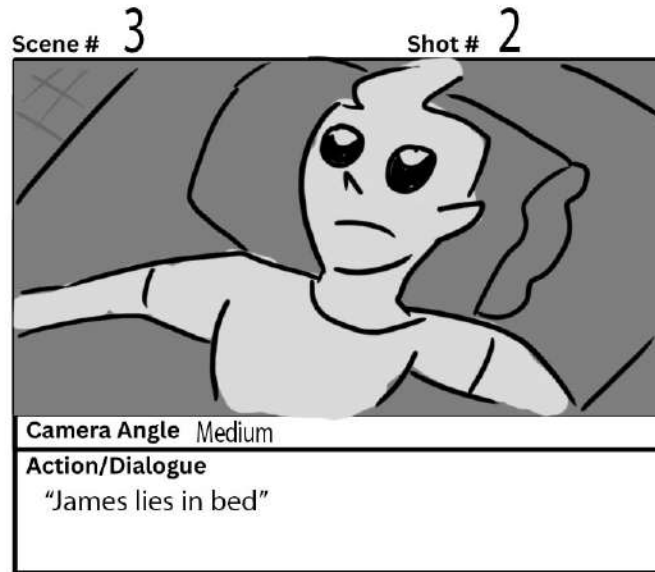 Scene # 3 Shot # 2
Camera Angle Medium
Action/Dialogue
“James lies in bed”